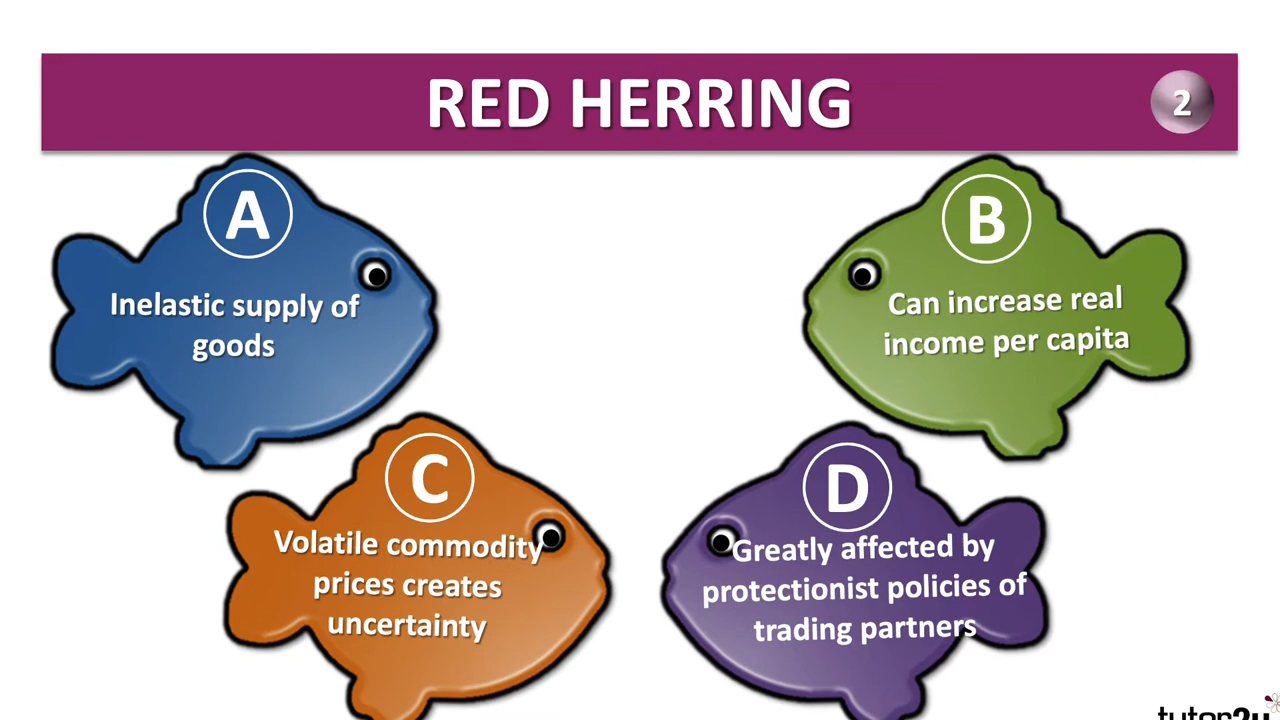 RED HERRING
2
A
Inelastic supply of
goods
B
Can increase real
income per capita
C
Volatile commodity
prices creates
uncertainty
D
Greatly affected by
protectionist policies of
trading partners
tutor2u